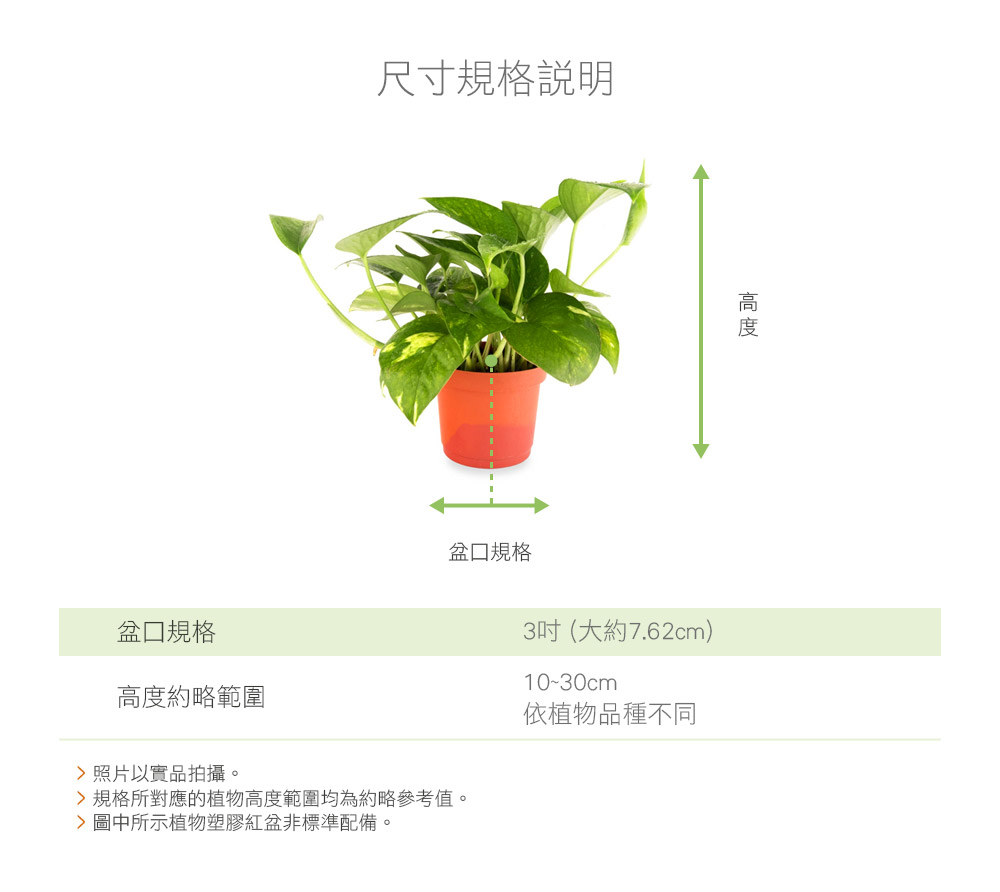 尺寸規格説明
高度
盆口規格
盆口規格 3吋 (大約7.62cm)
高度約略範圍 10~30cm
依植物品種不同
> 照片以實品拍攝。
> 規格所對應的植物高度範圍均為約略參考值。
> 圖中所示植物塑膠紅盆非標準配備。